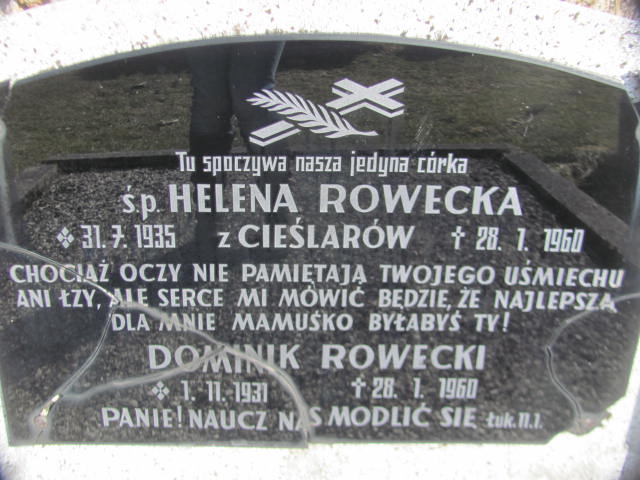 Tu spoczywa nasza jedyna córka
ś.p. HELENA ROWECKA
31.7.1935 z CIEŚLARÓW † 28.1.1960
CHOCIAŻ OCZY NIE PAMIĘTAJĄ TWOJEGO UŚMIECHU
ANI ŁZY, ALE SERCE MI MÓWIĆ BĘDZIE, ŻE NAJLEPSZĄ
DLA MNIE MAMUŚKO BYŁABYŚ TY!
DOMINIK ROWECKI
1.11.1931 † 28.1.1960
PANIE! NAUCZ NAS MODLIĆ SIĘ Łuk.11.1.